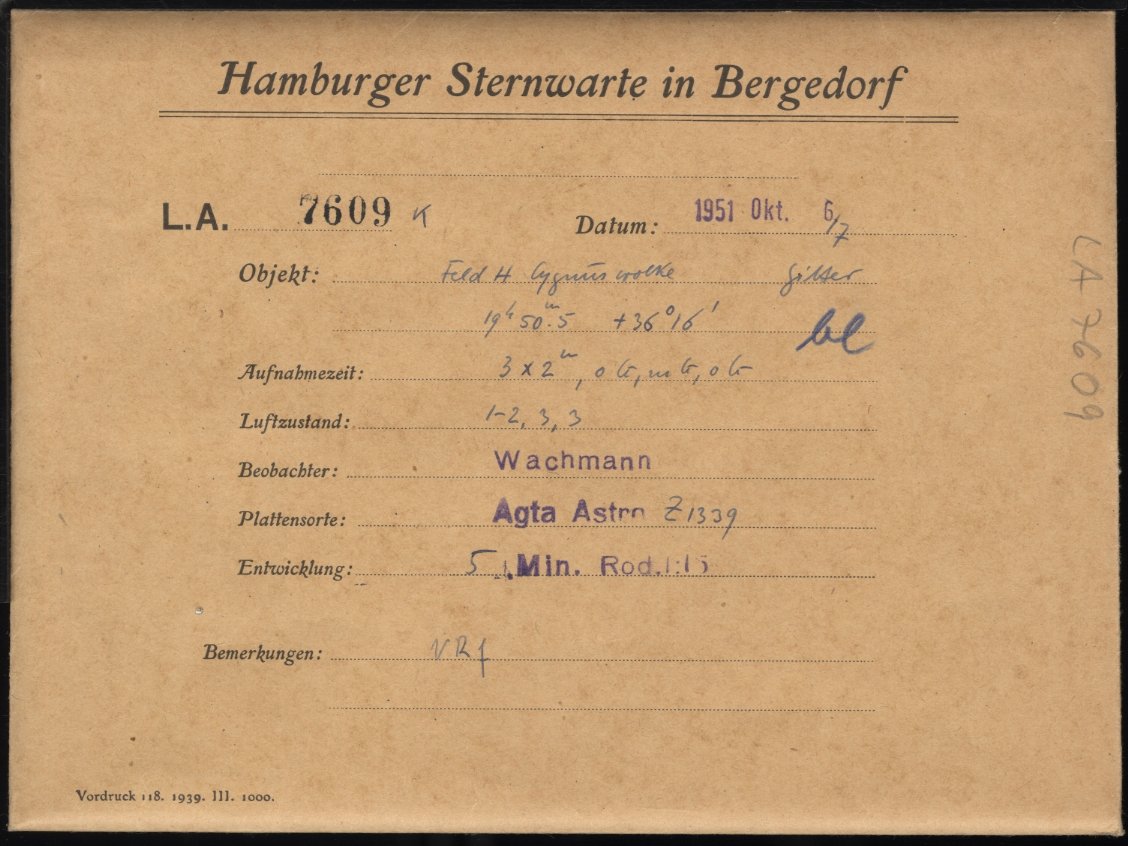 Hamburger Sternwarte in Bergedorf
L.A. 7609 K Datum: 1951 Okt. 6/7
Objekt: Feld H Cygnuswolke Gitter
19ʰ 50ᵐ.5 +36°16' bl
Aufnahmezeit: 3 x 2ᵐ, o G, m G, o G
Luftzustand: 1-2, 3, 3
Beobachter: Wachmann
Plattensorte: Agfa Astro Z1339
Entwicklung: 5 Min. Rod. 1:15
Bemerkungen: VRf
Vordruck 118. 1939. III. 1000.
LA 7609